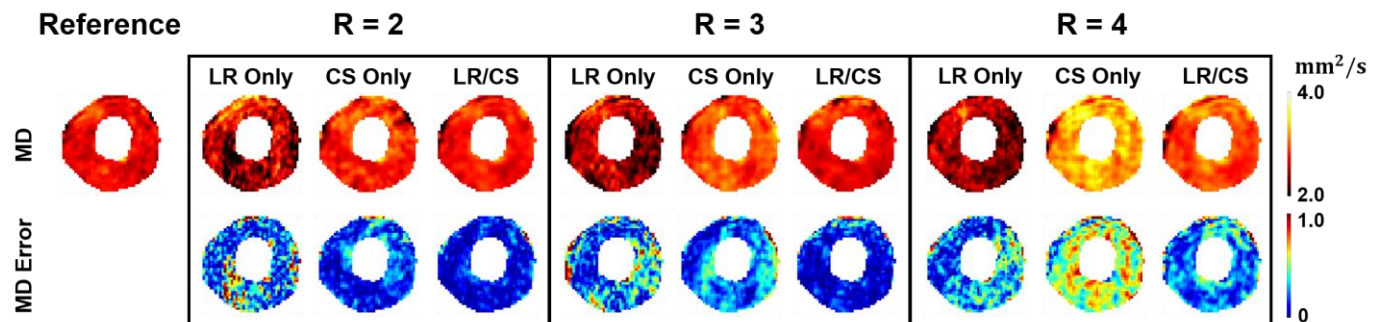 Reference R = 2 R = 3 R = 4
LR Only CS Only LR/CS LR Only CS Only LR/CS LR Only CS Only LR/CS mm²/s
MD
4.0
2.0
MD Error
1.0
0